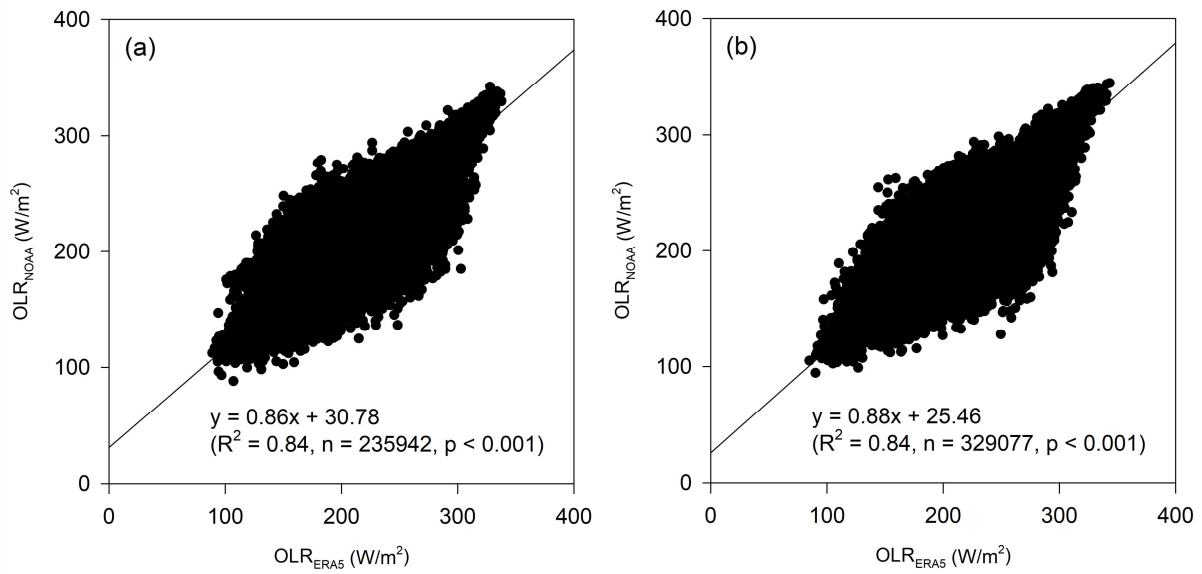 (a)
400
300
200
100
0
OLR_NOAA (W/m²)
y = 0.86x + 30.78
(R² = 0.84, n = 235942, p < 0.001)
0 100 200 300 400
OLR_ERA5 (W/m²)
(b)
400
300
200
100
0
OLR_NOAA (W/m²)
y = 0.88x + 25.46
(R² = 0.84, n = 329077, p < 0.001)
0 100 200 300 400
OLR_ERA5 (W/m²)